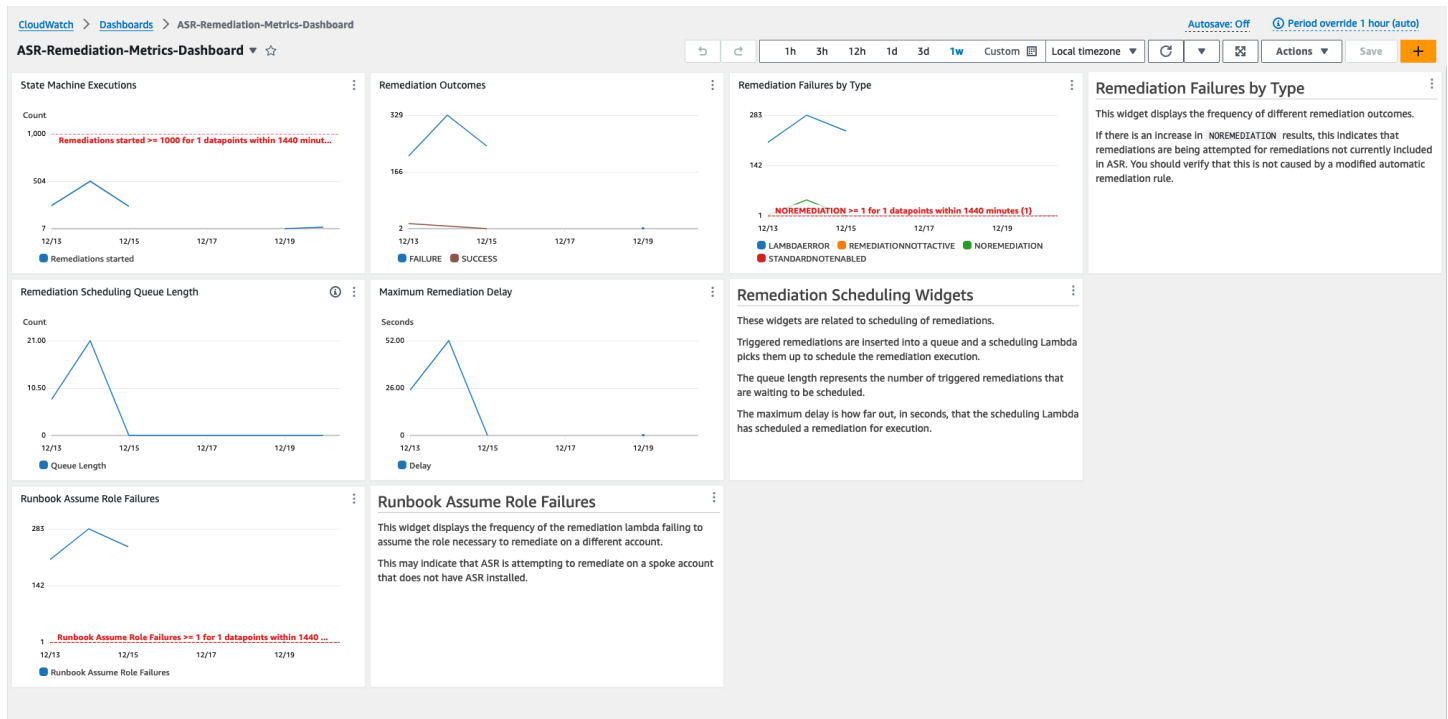 CloudWatch > Dashboards > ASR-Remediation-Metrics-Dashboard
Autosave: Off
Period override 1 hour (auto)
ASR-Remediation-Metrics-Dashboard
1h 3h 12h 1d 3d 1w Custom
Local timezone
Actions
Save
+
State Machine Executions
Count
1,000
Remediations started >= 1000 for 1 datapoints within 1440 minut...
504
7
12/13 12/15 12/17 12/19
Remediations started
Remediation Outcomes
329
166
2
12/13 12/15 12/17 12/19
FAILURE SUCCESS
Remediation Failures by Type
283
142
1
NOREMEDIATION >= 1 for 1 datapoints within 1440 minutes (1)
12/13 12/15 12/17 12/19
LAMBDAERROR REMEDIATIONNOTTACTIVE NOREMEDIATION
STANDARDNOTENABLED
Remediation Failures by Type
This widget displays the frequency of different remediation outcomes.
If there is an increase in NOREMEDIATION results, this indicates that
remediations are being attempted for remediations not currently included
in ASR. You should verify that this is not caused by a modified automatic
remediation rule.
Remediation Scheduling Queue Length
Count
21.00
10.50
0
12/13 12/15 12/17 12/19
Queue Length
Maximum Remediation Delay
Seconds
52.00
26.00
0
12/13 12/15 12/17 12/19
Delay
Remediation Scheduling Widgets
These widgets are related to scheduling of remediations.
Triggered remediations are inserted into a queue and a scheduling Lambda
picks them up to schedule the remediation execution.
The queue length represents the number of triggered remediations that
are waiting to be scheduled.
The maximum delay is how far out, in seconds, that the scheduling Lambda
has scheduled a remediation for execution.
Runbook Assume Role Failures
283
142
1
Runbook Assume Role Failures >= 1 for 1 datapoints within 1440 ...
12/13 12/15 12/17 12/19
Runbook Assume Role Failures
Runbook Assume Role Failures
This widget displays the frequency of the remediation lambda failing to
assume the role necessary to remediate on a different account.
This may indicate that ASR is attempting to remediate on a spoke account
that does not have ASR installed.